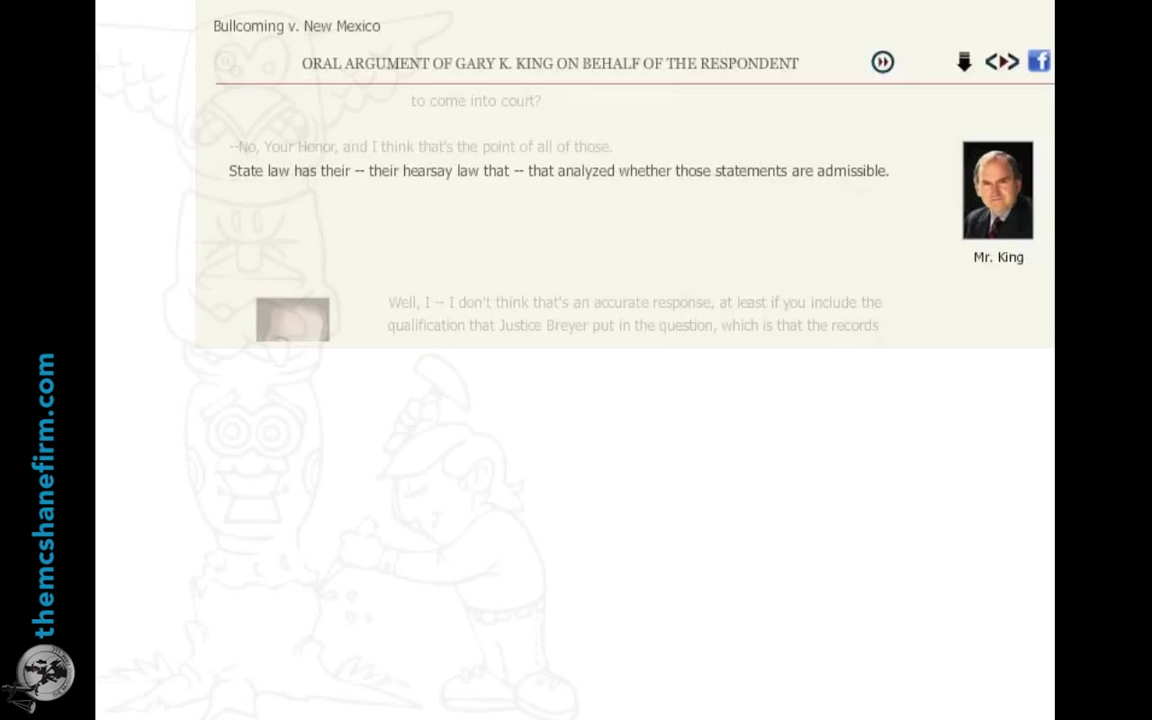 Bullcoming v. New Mexico
ORAL ARGUMENT OF GARY K. KING ON BEHALF OF THE RESPONDENT
f
to come into court?
--No, Your Honor, and I think that's the point of all of those.
State law has their -- their hearsay law that -- that analyzed whether those statements are admissible.
Mr. King
Well, I -- I don't think that's an accurate response, at least if you include the
qualification that Justice Breyer put in the question, which is that the records
themcshanefirm.com